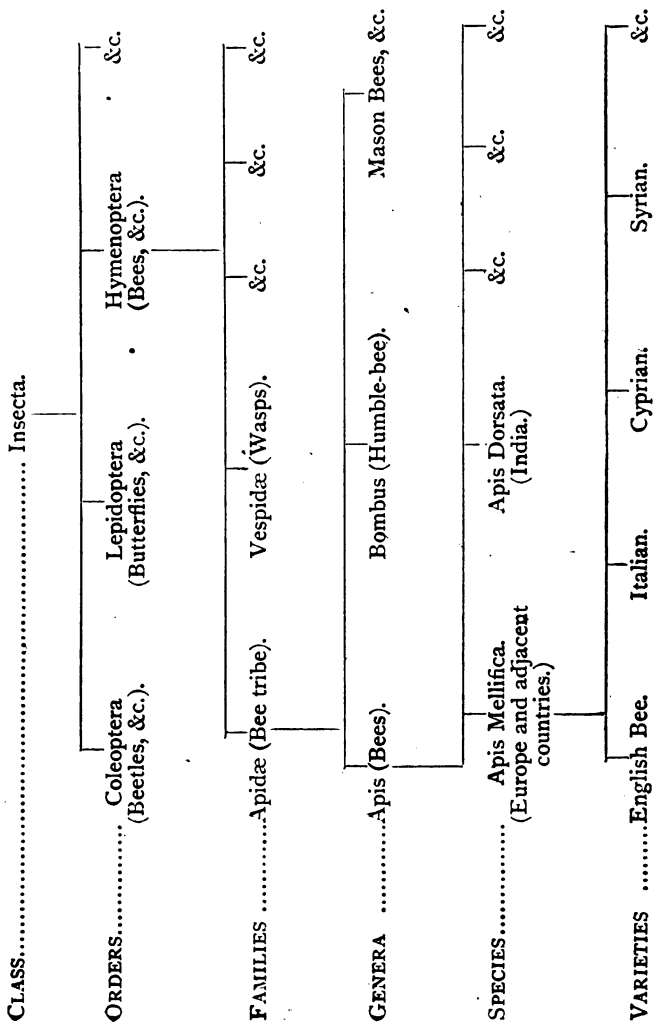 CLASS.......................................................... Insecta.
ORDERS............ Coleoptera Lepidoptera Hymenoptera &c.
(Beetles, &c.). (Butterflies, &c.). (Bees, &c.).
FAMILIES ..........Apidæ (Bee tribe). Vespidæ (Wasps). &c. &c. &c.
GENERA ............Apis (Bees). Bombus (Humble-bee). Mason Bees, &c.
SPECIES............... Apis Mellifica. Apis Dorsata. &c. &c. &c.
(Europe and adjacent (India.)
countries.)
VARIETIES .........English Bee. Italian. Cyprian. Syrian. &c.